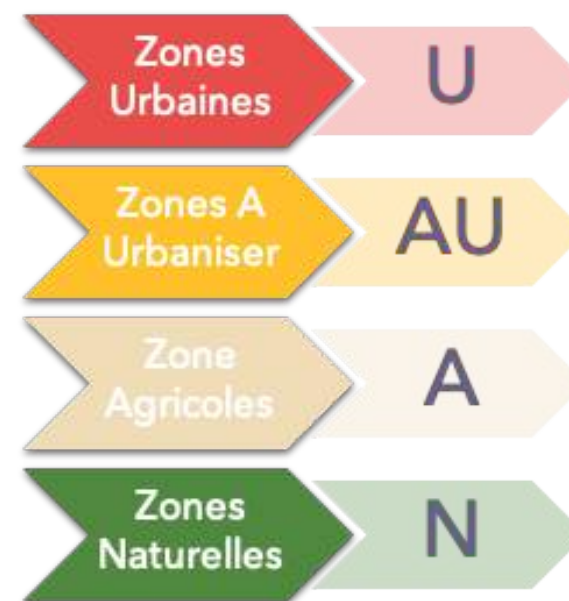 Zones
Urbaines
U
Zones A
Urbaniser
AU
Zone
Agricoles
A
Zones
Naturelles
N